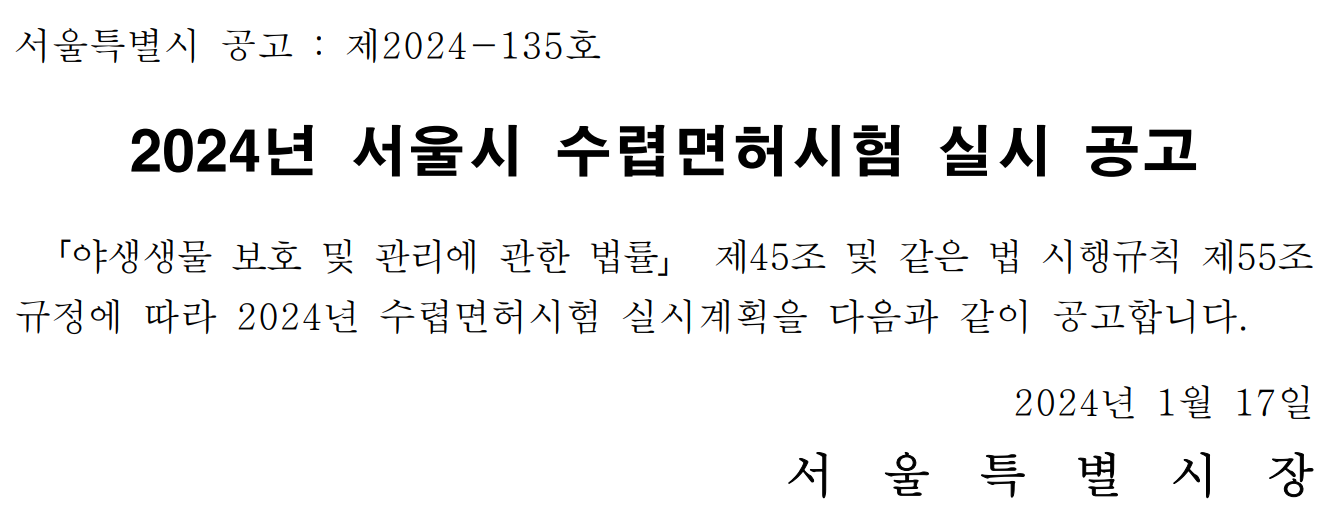 서울특별시 공고 : 제2024-135호
2024년 서울시 수렵면허시험 실시 공고
「야생생물 보호 및 관리에 관한 법률」 제45조 및 같은 법 시행규칙 제55조
규정에 따라 2024년 수렵면허시험 실시계획을 다음과 같이 공고합니다.
2024년 1월 17일
서 울 특 별 시 장